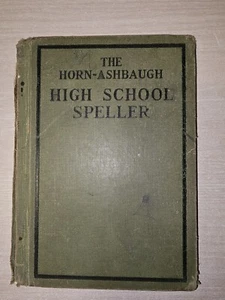 THE
HORN-ASHBAUGH
HIGH SCHOOL
SPELLER